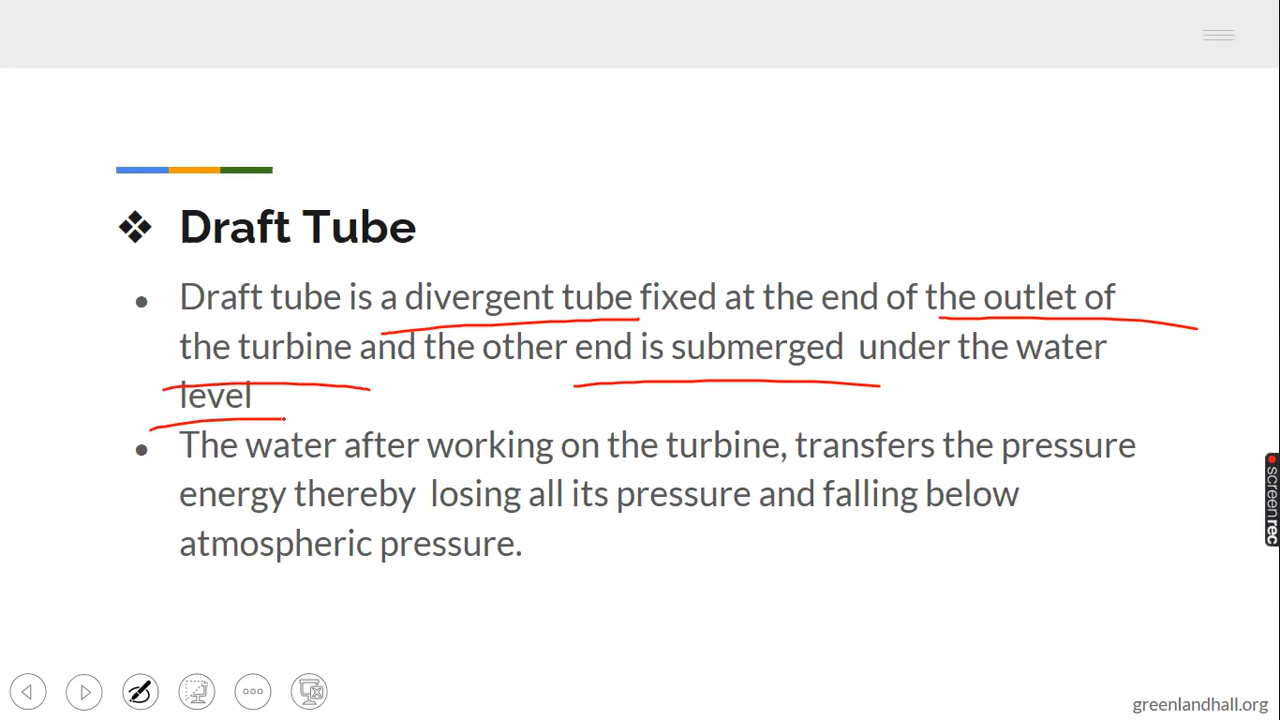 ❖ Draft Tube
● Draft tube is a divergent tube fixed at the end of the outlet of
the turbine and the other end is submerged under the water
level
● The water after working on the turbine, transfers the pressure
energy thereby losing all its pressure and falling below
atmospheric pressure.
screenrec
greenlandhall.org